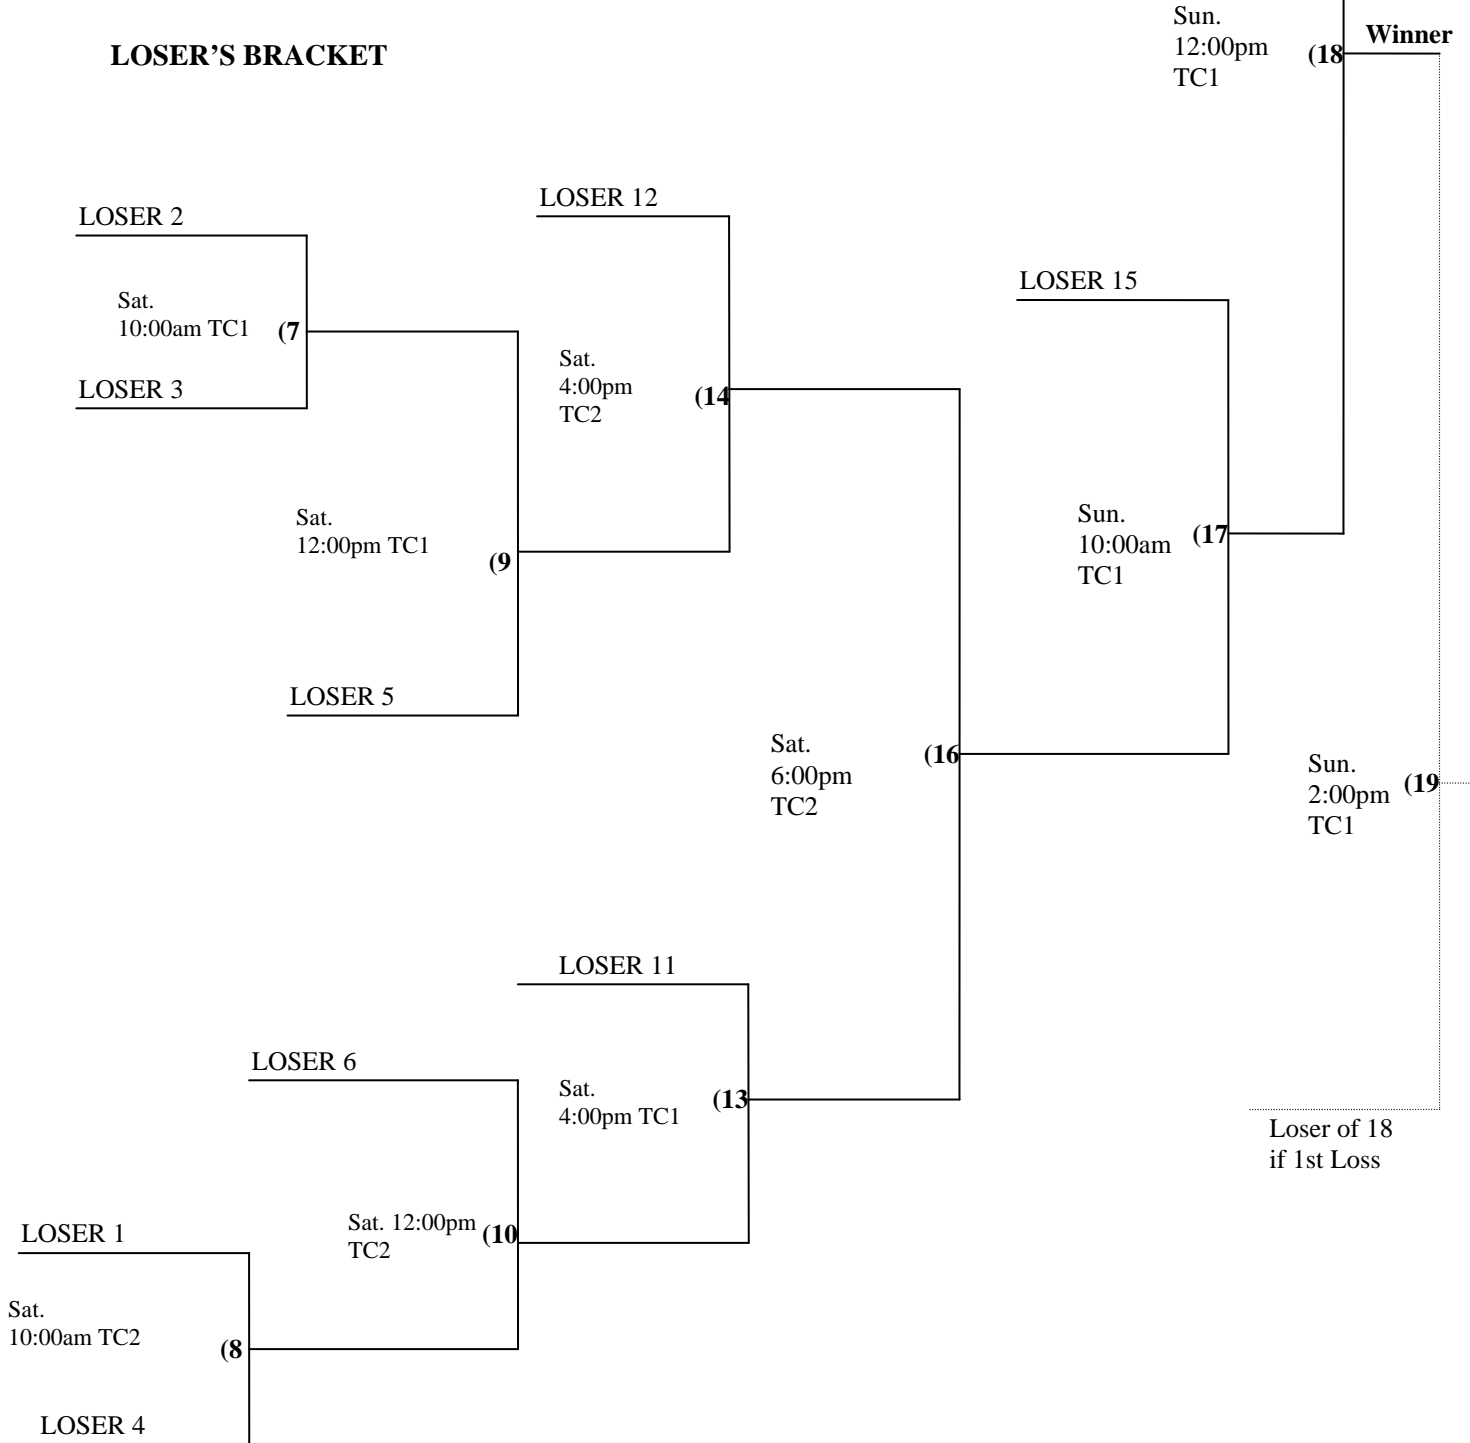 Sun.
12:00pm
TC1
(18
Winner
LOSER’S BRACKET
LOSER 2
LOSER 12
LOSER 15
Sat.
10:00am TC1
(7
LOSER 3
Sat.
4:00pm
TC2
(14
Sat.
12:00pm TC1
(9
Sun.
10:00am
TC1
(17
LOSER 5
Sat.
6:00pm
TC2
(16
Sun.
2:00pm
TC1
(19
LOSER 11
LOSER 6
Sat.
4:00pm TC1
(13
Loser of 18
if 1st Loss
LOSER 1
Sat. 12:00pm
TC2
(10
Sat.
10:00am TC2
(8
LOSER 4